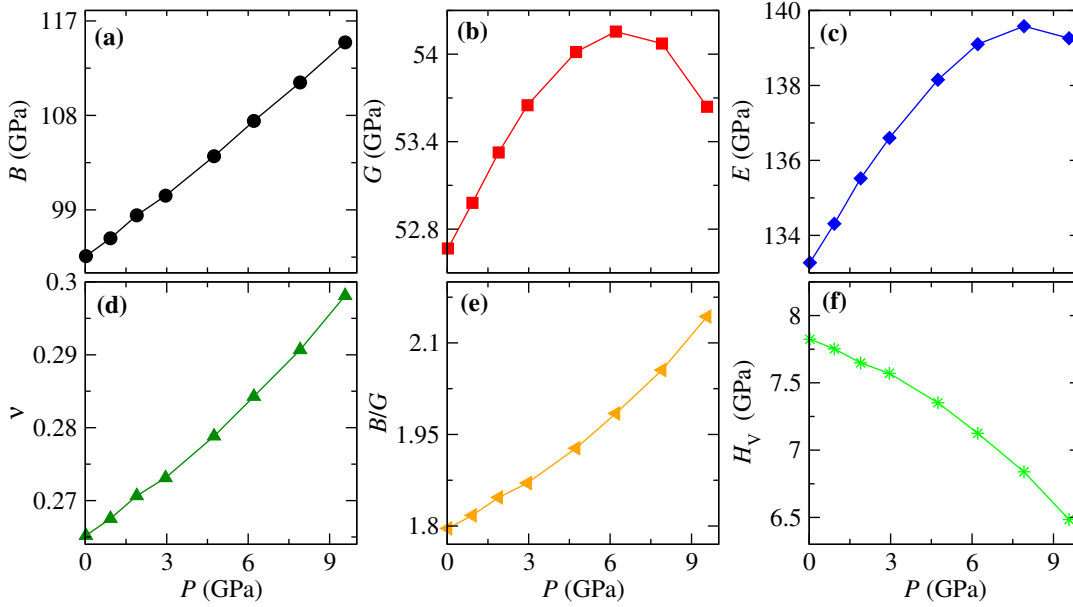 (a)
117
108
99
B (GPa)
(b)
54
53.4
52.8
G (GPa)
(c)
140
138
136
134
E (GPa)
(d)
0.3
0.29
0.28
0.27
ν
0 3 6 9
P (GPa)
(e)
2.1
1.95
1.8
B/G
0 3 6 9
P (GPa)
(f)
8
7.5
7
6.5
H_V (GPa)
0 3 6 9
P (GPa)